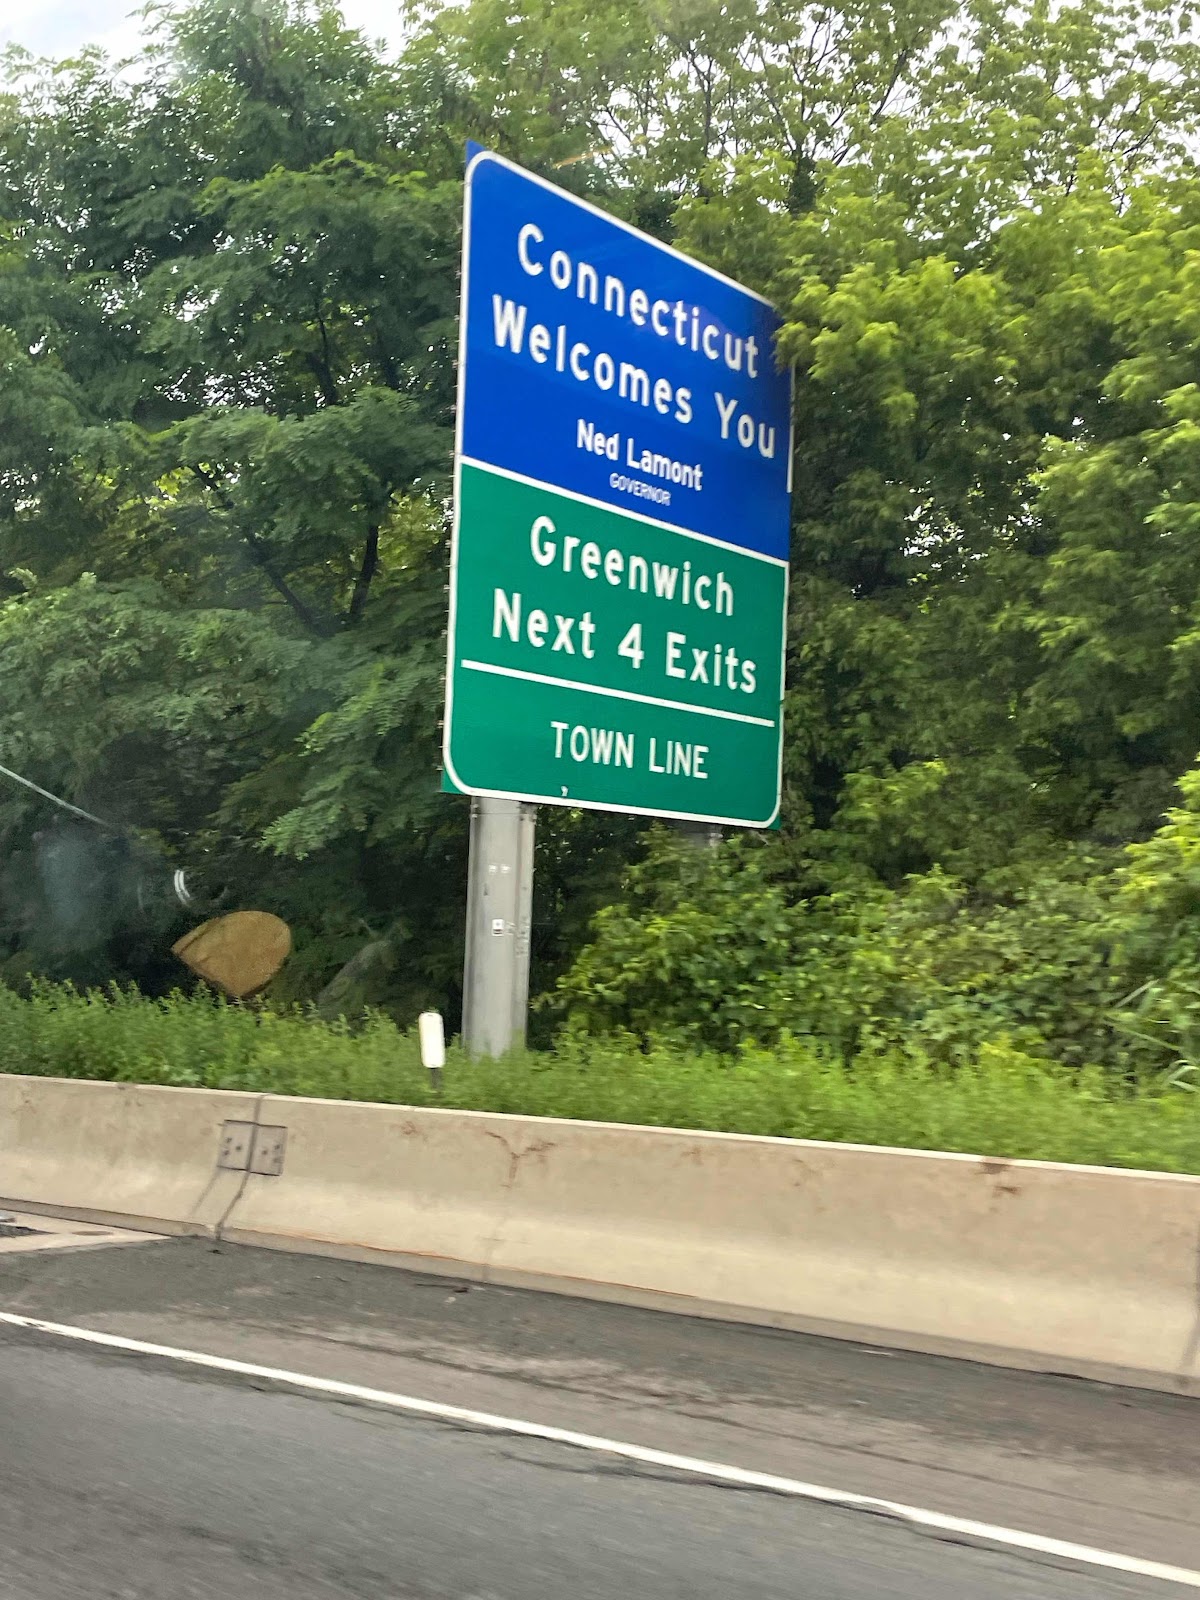 Connecticut
Welcomes You
Ned Lamont
GOVERNOR
Greenwich
Next 4 Exits
TOWN LINE